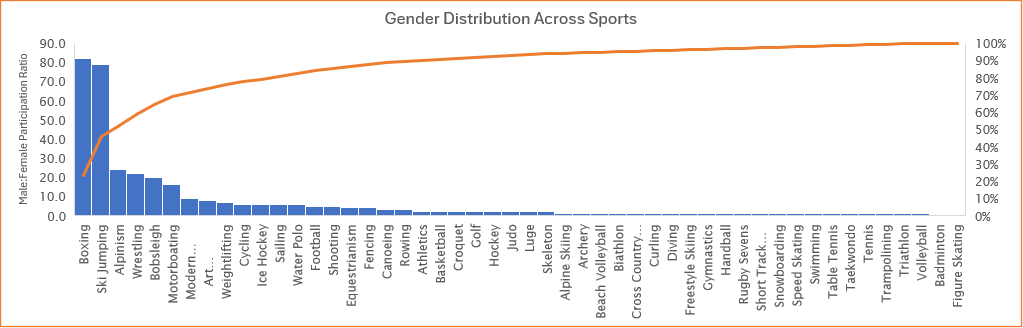 Gender Distribution Across Sports
Male:Female Participation Ratio
90.0
80.0
70.0
60.0
50.0
40.0
30.0
20.0
10.0
0.0
100%
90%
80%
70%
60%
50%
40%
30%
20%
10%
0%
Boxing
Ski Jumping
Alpinism
Wrestling
Bobsleigh
Motorboating
Modern...
Art...
Weightlifting
Cycling
Ice Hockey
Sailing
Water Polo
Football
Shooting
Equestrianism
Fencing
Canoeing
Rowing
Athletics
Basketball
Croquet
Golf
Hockey
Judo
Luge
Skeleton
Alpine Skiing
Archery
Beach Volleyball
Biathlon
Cross Country...
Curling
Diving
Freestyle Skiing
Gymnastics
Handball
Rugby Sevens
Short Track...
Snowboarding
Speed Skating
Swimming
Table Tennis
Taekwondo
Tennis
Trampolining
Triathlon
Volleyball
Badminton
Figure Skating